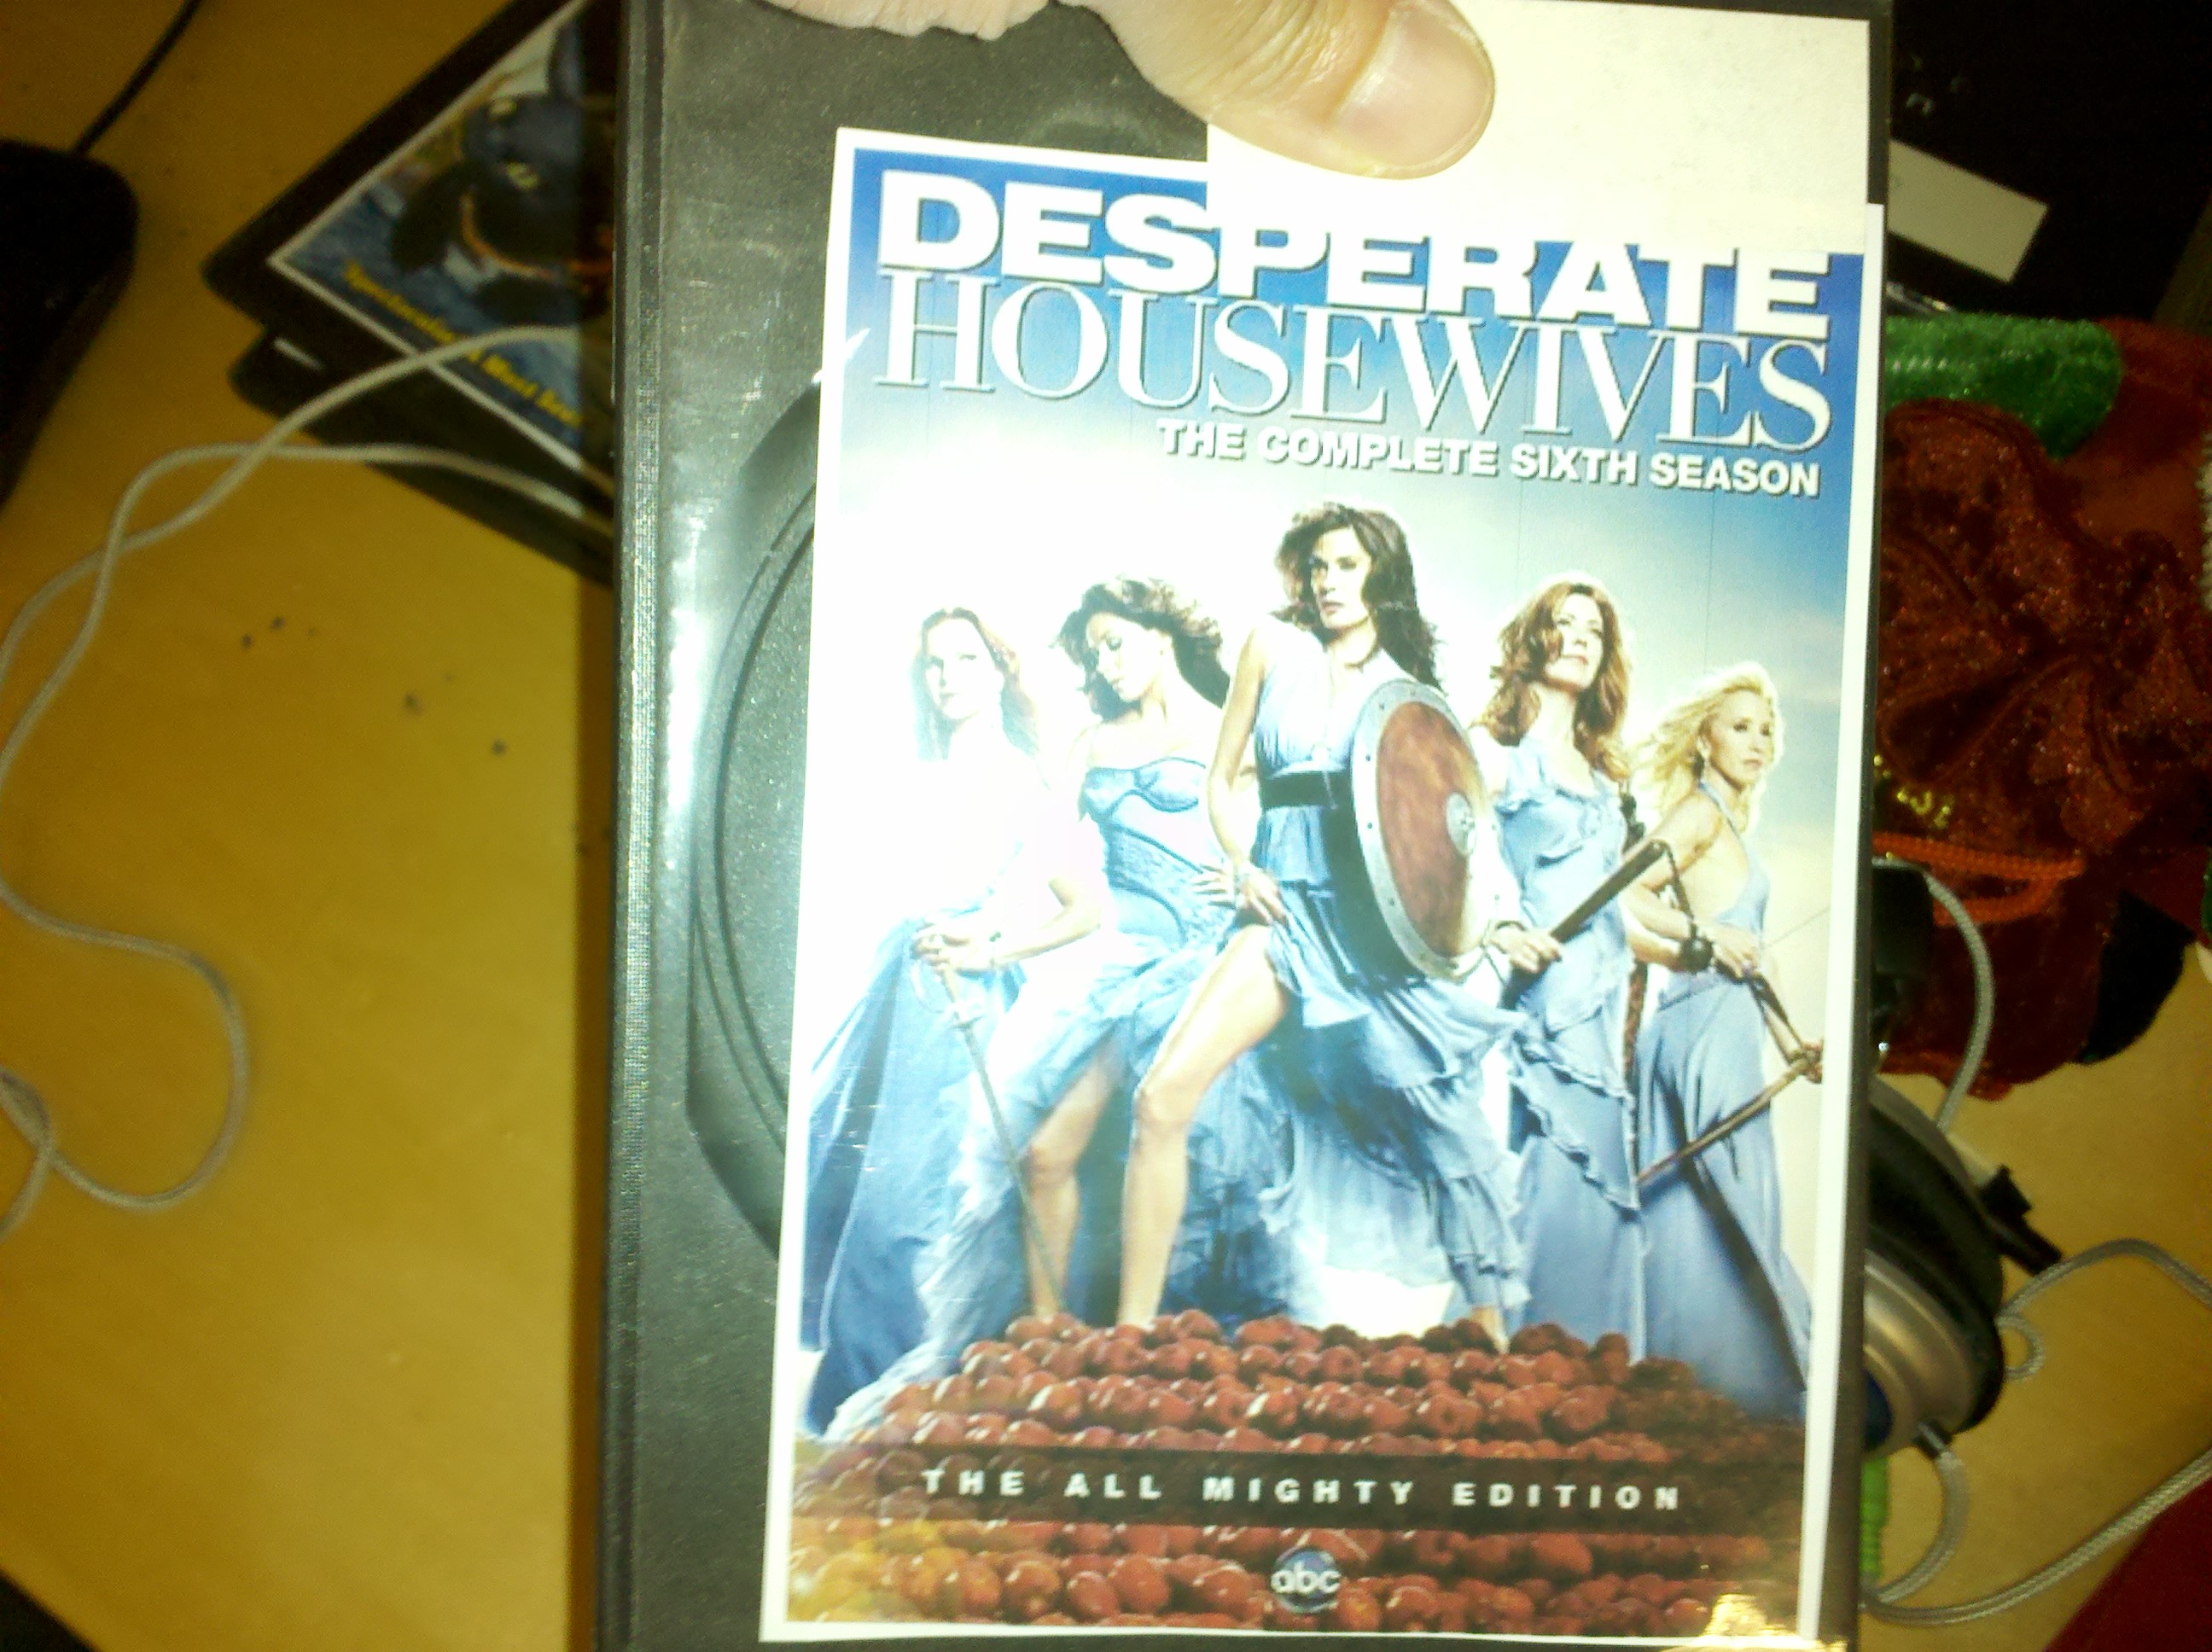 DESPERATE
HOUSEWIVES
THE COMPLETE SIXTH SEASON
THE ALL MIGHTY EDITION
abc